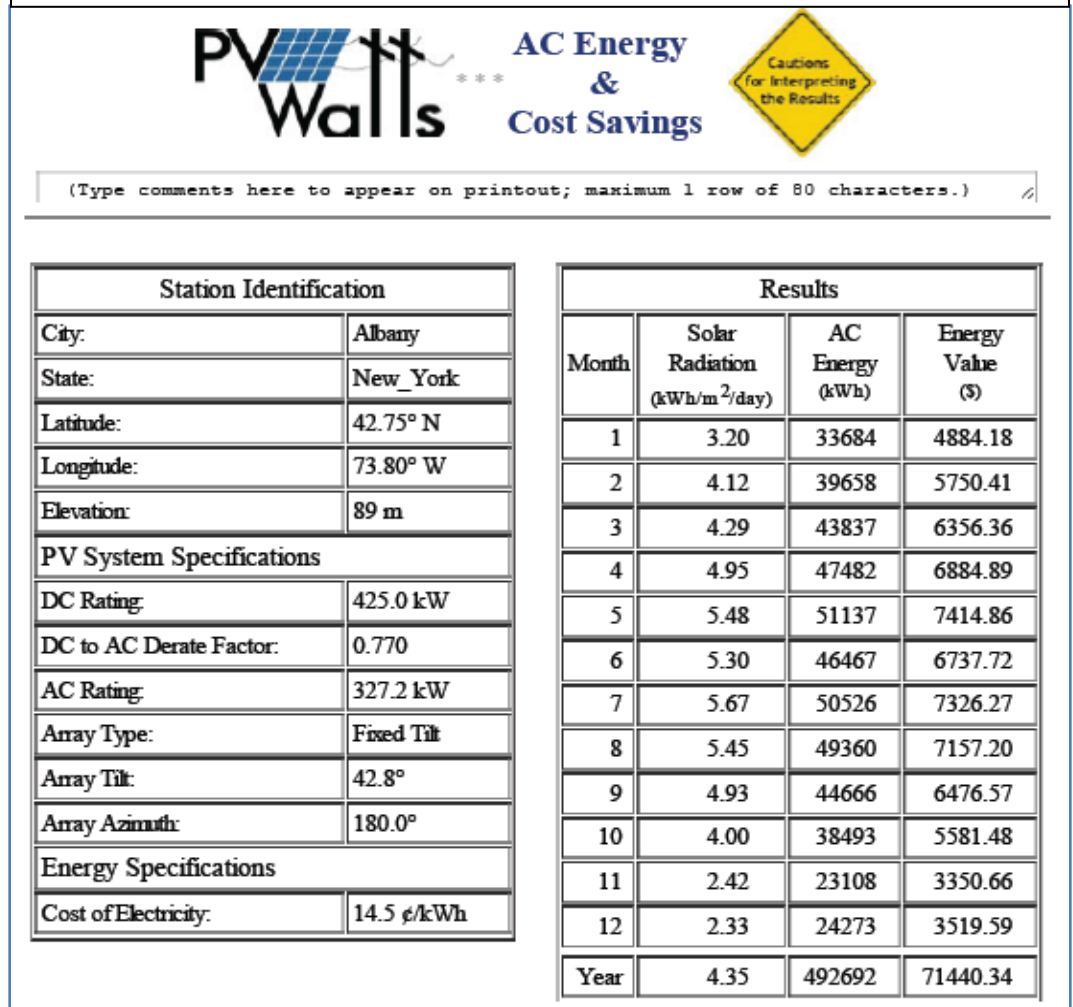 PVWatts
* * *
AC Energy
&
Cost Savings
Cautions
for Interpreting
the Results
(Type comments here to appear on printout; maximum 1 row of 80 characters.)
Station Identification
City: Albany
State: New_York
Latitude: 42.75° N
Longitude: 73.80° W
Elevation: 89 m
PV System Specifications
DC Rating: 425.0 kW
DC to AC Derate Factor: 0.770
AC Rating: 327.2 kW
Array Type: Fixed Tilt
Array Tilt: 42.8°
Array Azimuth: 180.0°
Energy Specifications
Cost of Electricity: 14.5 ¢/kWh
Results
Month Solar Radiation (kWh/m²/day) AC Energy (kWh) Energy Value ($)
1 3.20 33684 4884.18
2 4.12 39658 5750.41
3 4.29 43837 6356.36
4 4.95 47482 6884.89
5 5.48 51137 7414.86
6 5.30 46467 6737.72
7 5.67 50526 7326.27
8 5.45 49360 7157.20
9 4.93 44666 6476.57
10 4.00 38493 5581.48
11 2.42 23108 3350.66
12 2.33 24273 3519.59
Year 4.35 492692 71440.34